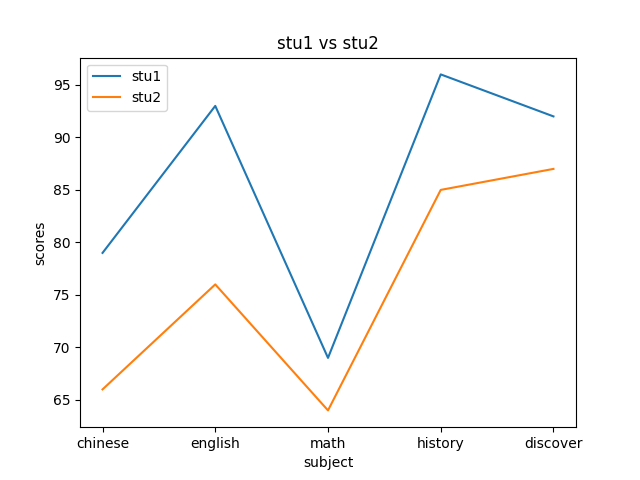 stu1 vs stu2
stu1
stu2
95
90
85
80
75
70
65
scores
chinese english math history discover
subject